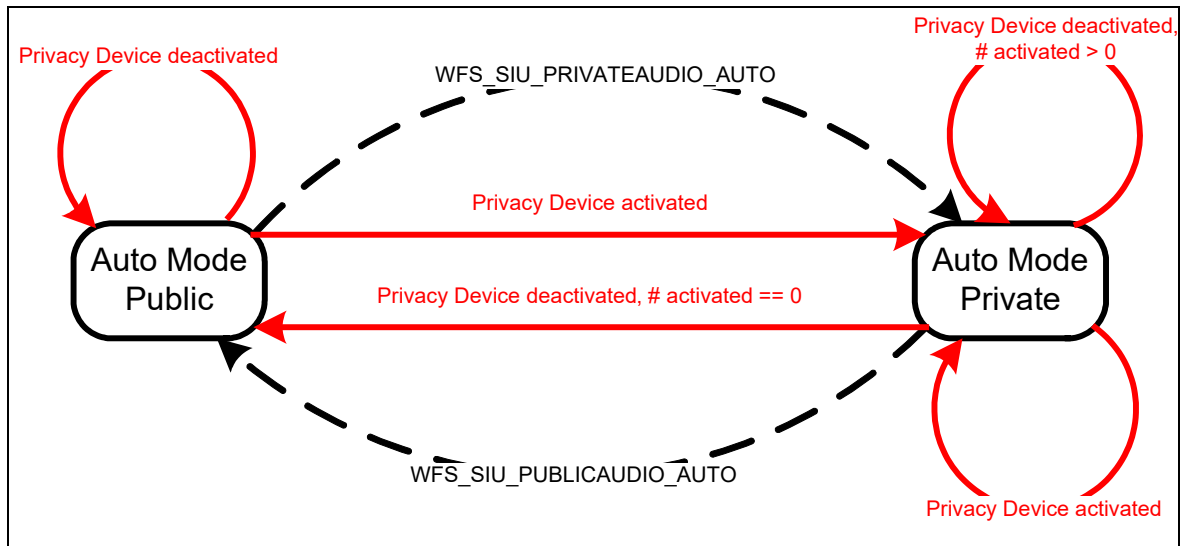 Privacy Device deactivated
Privacy Device deactivated,
# activated > 0
WFS_SIU_PRIVATEAUDIO_AUTO
Privacy Device activated
Auto Mode
Public
Auto Mode
Private
Privacy Device deactivated, # activated == 0
WFS_SIU_PUBLICAUDIO_AUTO
Privacy Device activated